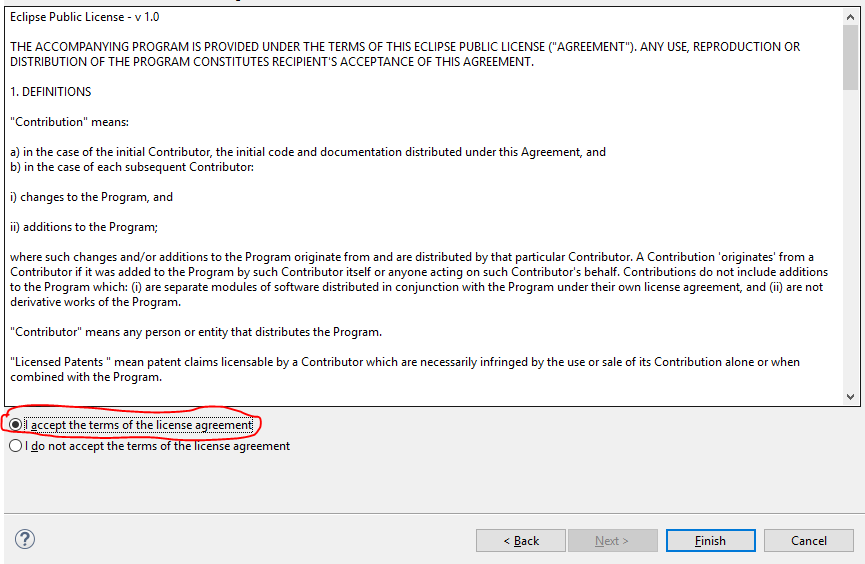 Eclipse Public License - v 1.0
THE ACCOMPANYING PROGRAM IS PROVIDED UNDER THE TERMS OF THIS ECLIPSE PUBLIC LICENSE ("AGREEMENT"). ANY USE, REPRODUCTION OR
DISTRIBUTION OF THE PROGRAM CONSTITUTES RECIPIENT'S ACCEPTANCE OF THIS AGREEMENT.
1. DEFINITIONS
"Contribution" means:
a) in the case of the initial Contributor, the initial code and documentation distributed under this Agreement, and
b) in the case of each subsequent Contributor:
i) changes to the Program, and
ii) additions to the Program;
where such changes and/or additions to the Program originate from and are distributed by that particular Contributor. A Contribution 'originates' from a
Contributor if it was added to the Program by such Contributor itself or anyone acting on such Contributor's behalf. Contributions do not include additions
to the Program which: (i) are separate modules of software distributed in conjunction with the Program under their own license agreement, and (ii) are not
derivative works of the Program.
"Contributor" means any person or entity that distributes the Program.
"Licensed Patents " mean patent claims licensable by a Contributor which are necessarily infringed by the use or sale of its Contribution alone or when
combined with the Program.
I accept the terms of the license agreement
I do not accept the terms of the license agreement
? < Back Next > Finish Cancel